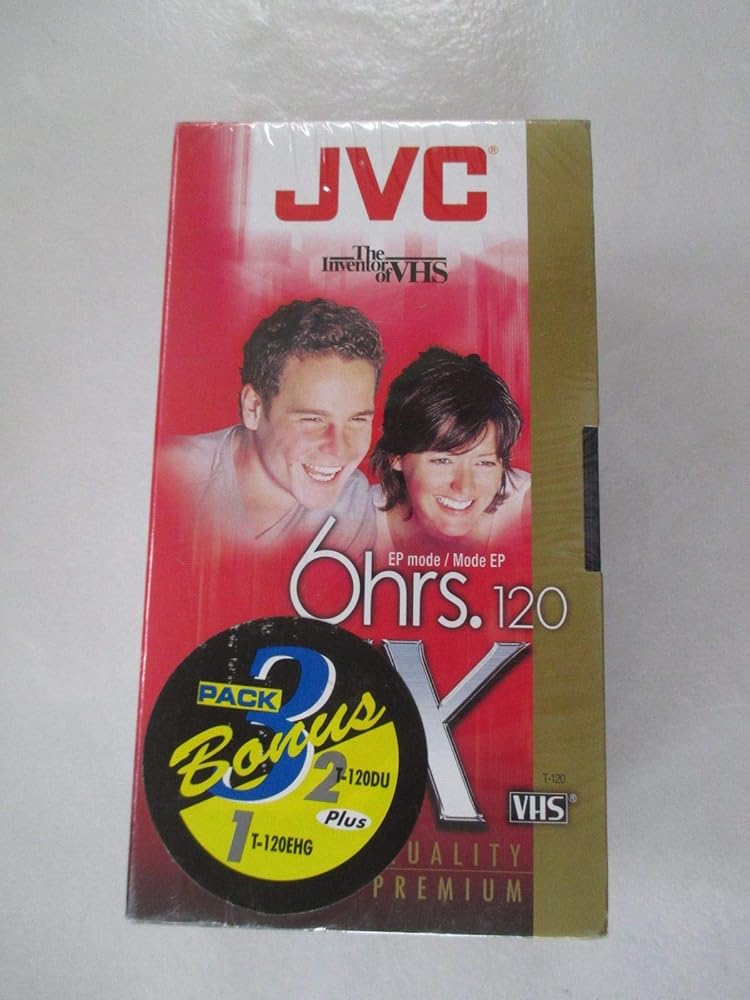 JVC®
The
Inventor of VHS
EP mode / Mode EP
6hrs. 120
X
3
PACK
Bonus
2 T-120DU
Plus
1 T-120EHG
T-120
VHS®
UALITY
PREMIUM